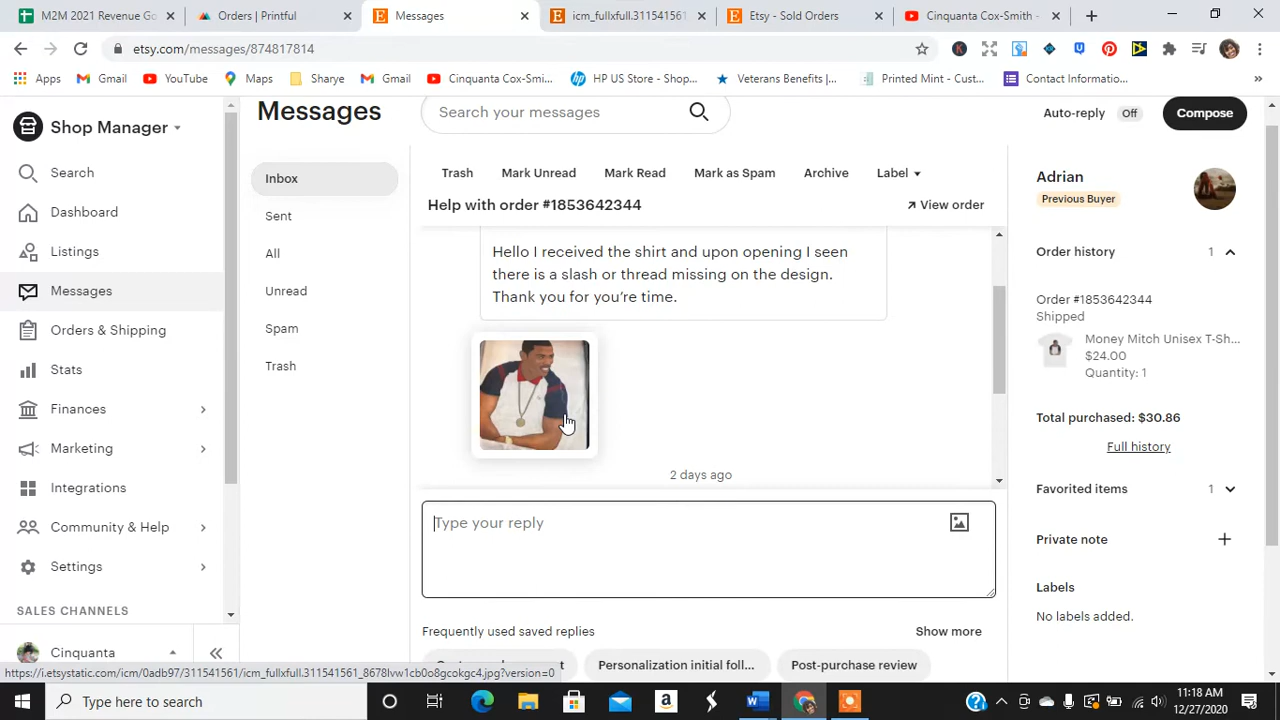 M2M 2021 Revenue Go
Orders | Printful
Messages
icm_fullxfull.311541561
Etsy - Sold Orders
Cinquanta Cox-Smith -
etsy.com/messages/874817814
Apps
Gmail
YouTube
Maps
Sharye
Gmail
Cinquanta Cox-Smi...
HP US Store - Shop...
Veterans Benefits |...
Printed Mint - Cust...
Contact Informatio...
Shop Manager
Search
Dashboard
Listings
Messages
Orders & Shipping
Stats
Finances
Marketing
Integrations
Community & Help
Settings
SALES CHANNELS
Cinquanta
Messages
Search your messages
Auto-reply Off
Compose
Inbox
Sent
All
Unread
Spam
Trash
Trash Mark Unread Mark Read Mark as Spam Archive Label
Help with order #1853642344
View order
Hello I received the shirt and upon opening I seen
there is a slash or thread missing on the design.
Thank you for you’re time.
2 days ago
Type your reply
Frequently used saved replies
Show more
Personalization initial foll...
Post-purchase review
Adrian
Previous Buyer
Order history 1
Order #1853642344
Shipped
Money Mitch Unisex T-Sh...
$24.00
Quantity: 1
Total purchased: $30.86
Full history
Favorited items 1
Private note
Labels
No labels added.
https://i.etsystatic.com/icm/0adb97/311541561/icm_fullxfull.311541561_8678lvw1cb0o8gcokgc4.jpg?version=0
Type here to search
11:18 AM
12/27/2020